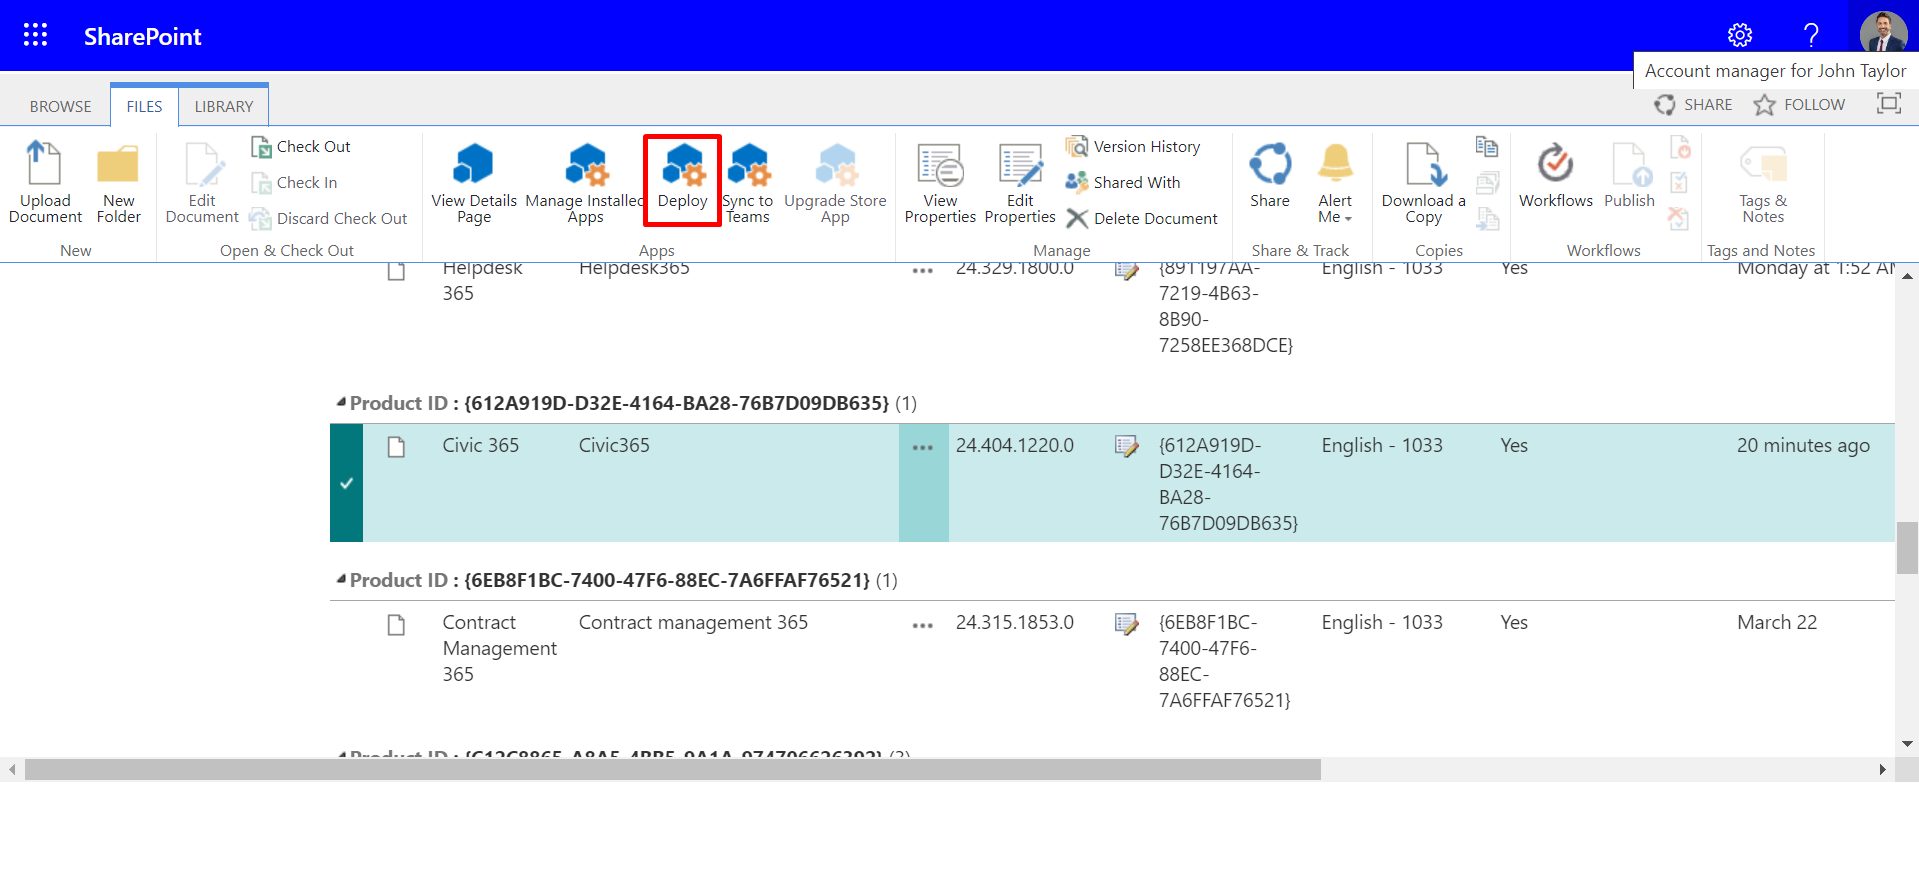 SharePoint
?
Account manager for John Taylor
BROWSE FILES LIBRARY
SHARE FOLLOW
Upload Document
New Folder
New
Edit Document
Check Out
Check In
Discard Check Out
Open & Check Out
View Details Page
Manage Installed Apps
Deploy
Sync to Teams
Upgrade Store App
Apps
View Properties
Edit Properties
Version History
Shared With
Delete Document
Manage
Share
Alert Me
Share & Track
Download a Copy
Copies
Workflows
Publish
Workflows
Tags & Notes
Tags and Notes
Helpdesk 365 Helpdesk365 ... 24.329.1800.0 {891197AA-7219-4B63-8B90-7258EE368DCE} English - 1033 Yes Monday at 1:52 AM
Product ID : {612A919D-D32E-4164-BA28-76B7D09DB635} (1)
Civic 365 Civic365 ... 24.404.1220.0 {612A919D-D32E-4164-BA28-76B7D09DB635} English - 1033 Yes 20 minutes ago
Product ID : {6EB8F1BC-7400-47F6-88EC-7A6FFAF76521} (1)
Contract Management 365 Contract management 365 ... 24.315.1853.0 {6EB8F1BC-7400-47F6-88EC-7A6FFAF76521} English - 1033 Yes March 22
Product ID :